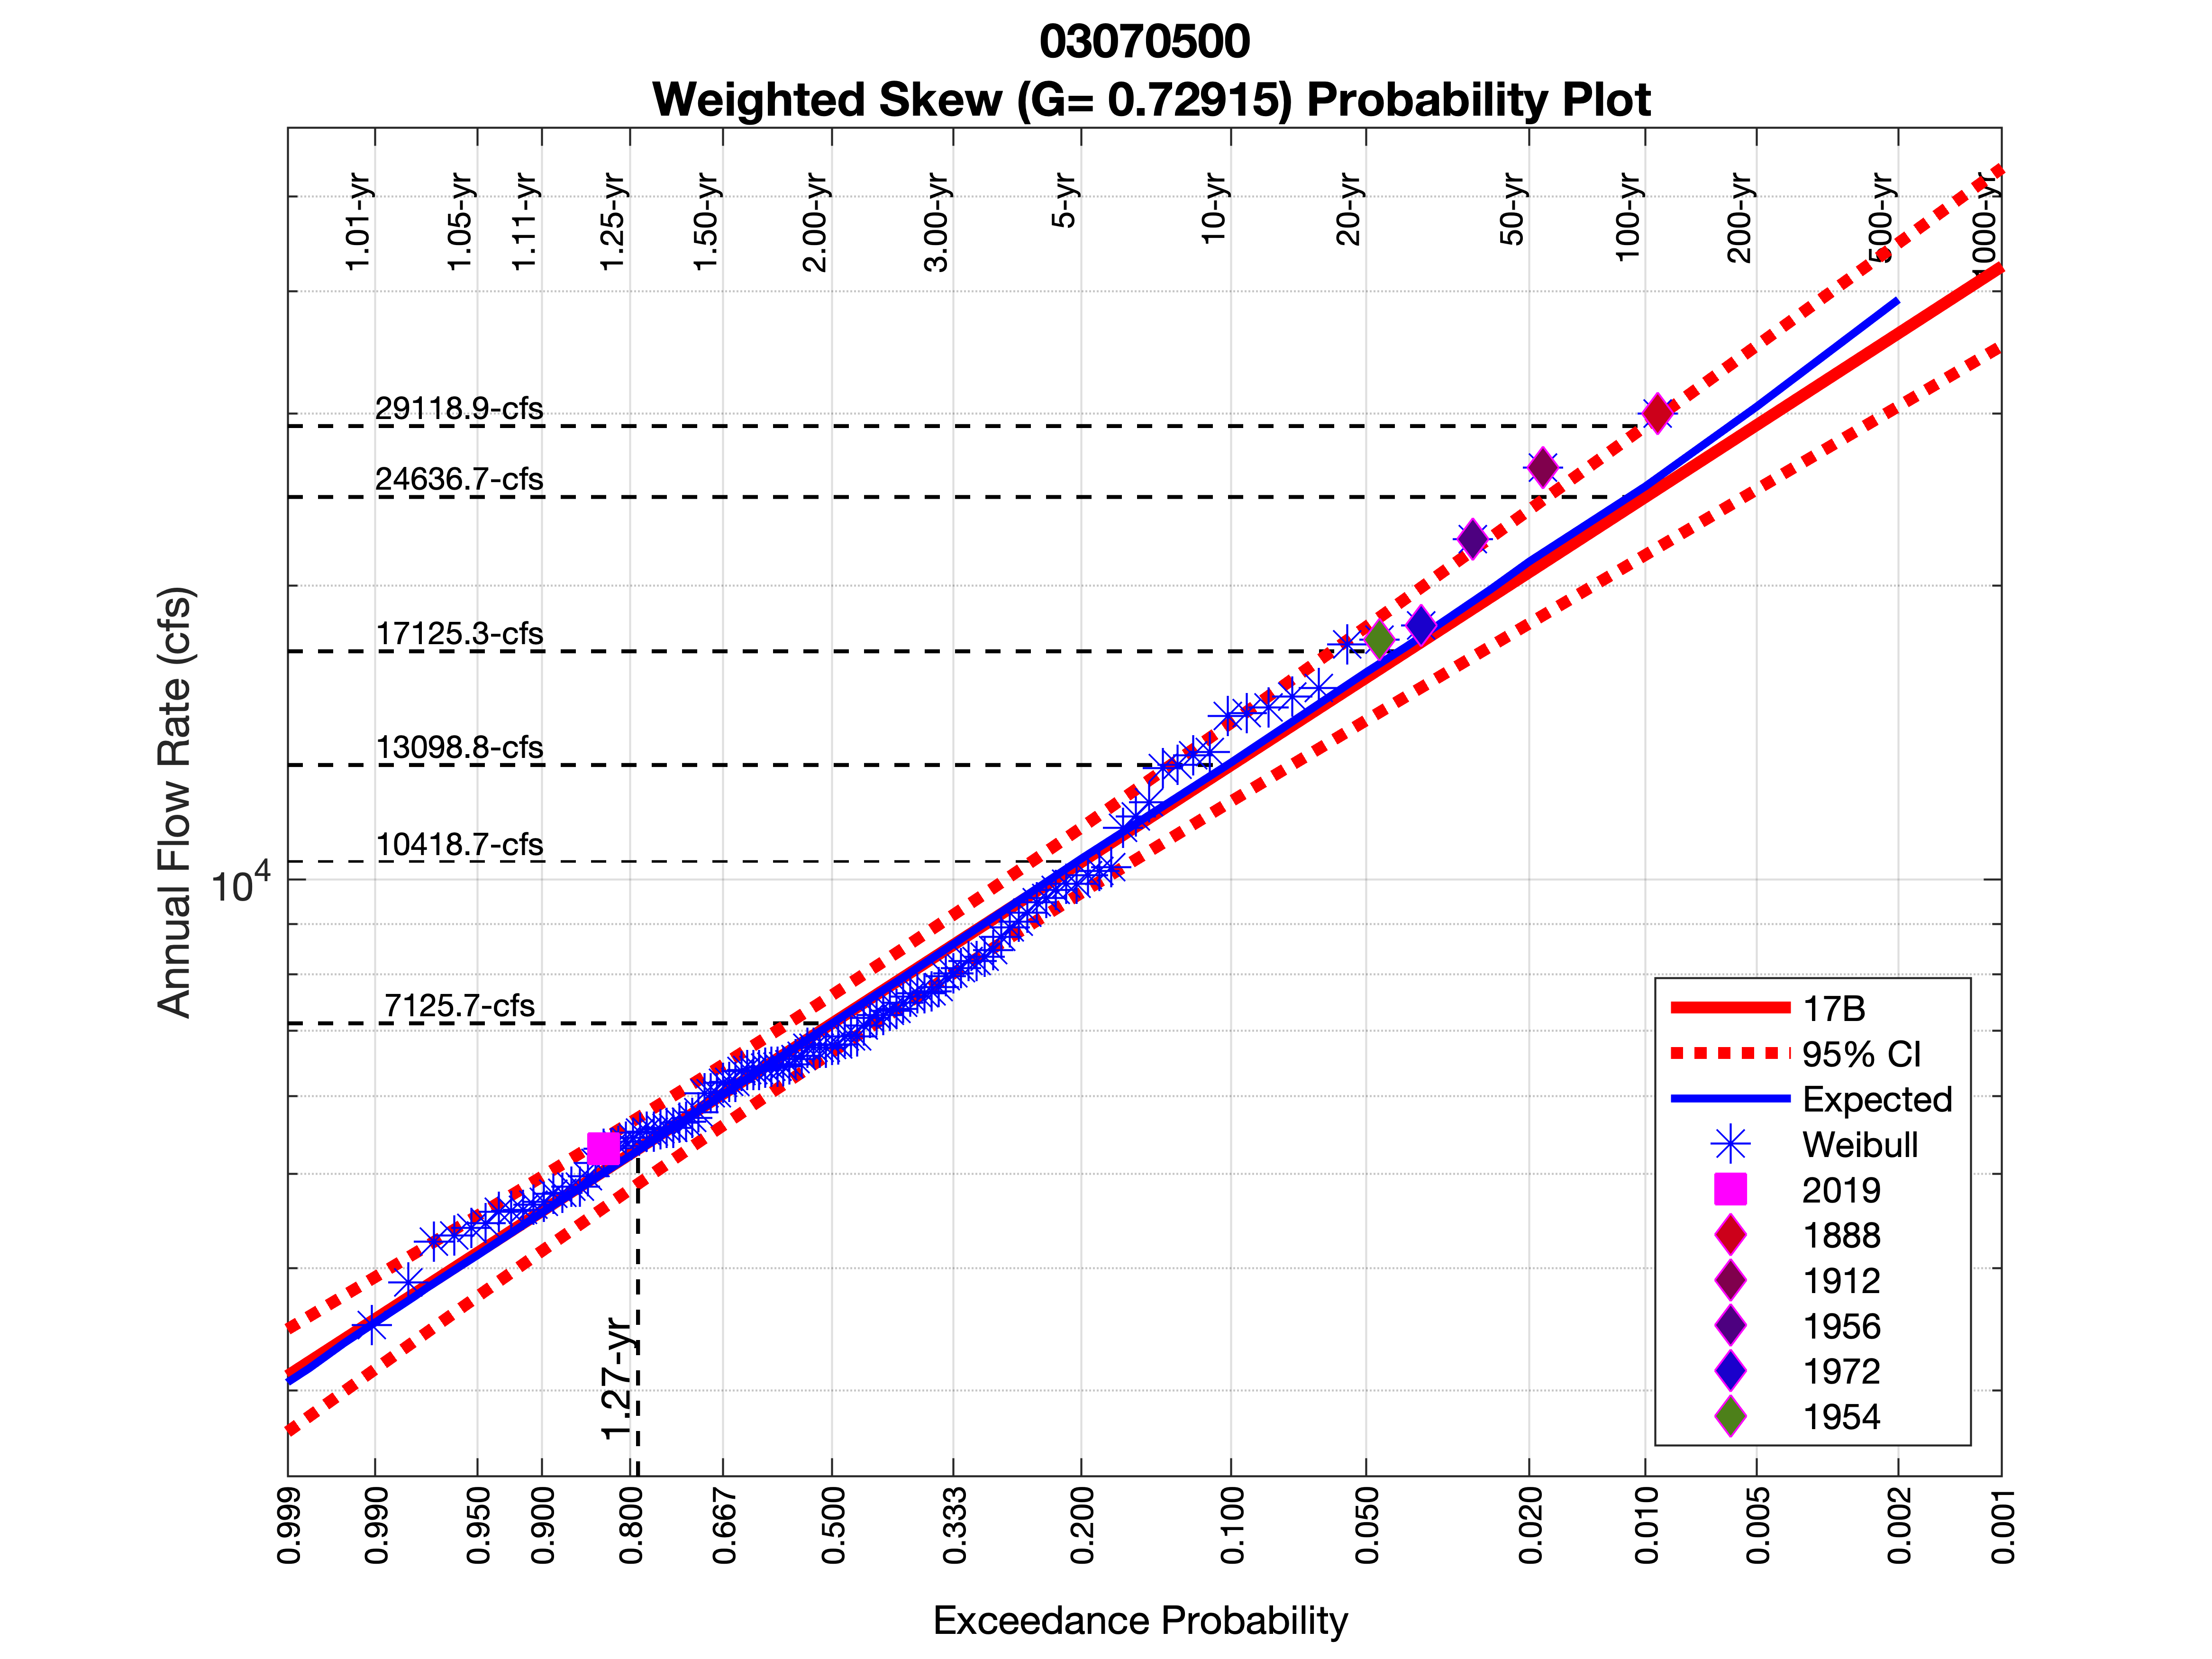 03070500
Weighted Skew (G= 0.72915) Probability Plot
1.01-yr
1.05-yr
1.11-yr
1.25-yr
1.50-yr
2.00-yr
3.00-yr
5-yr
10-yr
20-yr
50-yr
100-yr
200-yr
500-yr
1000-yr
29118.9-cfs
24636.7-cfs
17125.3-cfs
13098.8-cfs
10418.7-cfs
7125.7-cfs
10⁴
Annual Flow Rate (cfs)
1.27-yr
17B
95% CI
Expected
Weibull
2019
1888
1912
1956
1972
1954
0.999
0.990
0.950
0.900
0.800
0.667
0.500
0.333
0.200
0.100
0.050
0.020
0.010
0.005
0.002
0.001
Exceedance Probability